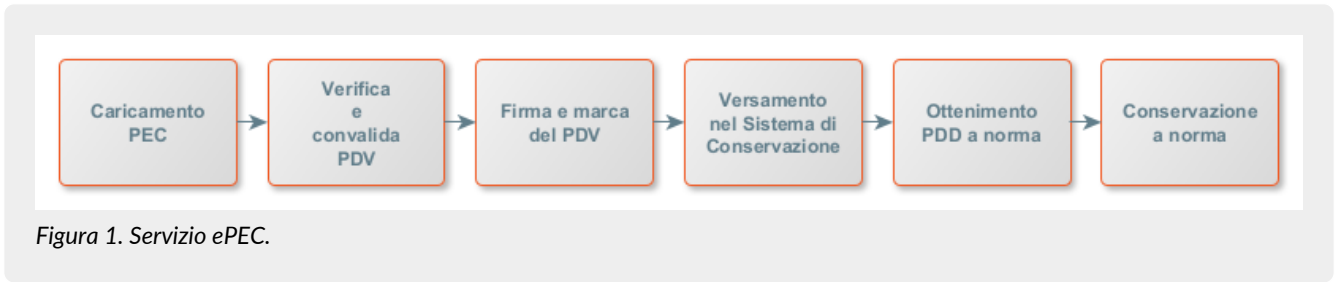 Caricamento
PEC
Verifica
e
convalida
PDV
Firma e marca
del PDV
Versamento
nel Sistema di
Conservazione
Ottenimento
PDD a norma
Conservazione
a norma
Figura 1. Servizio ePEC.